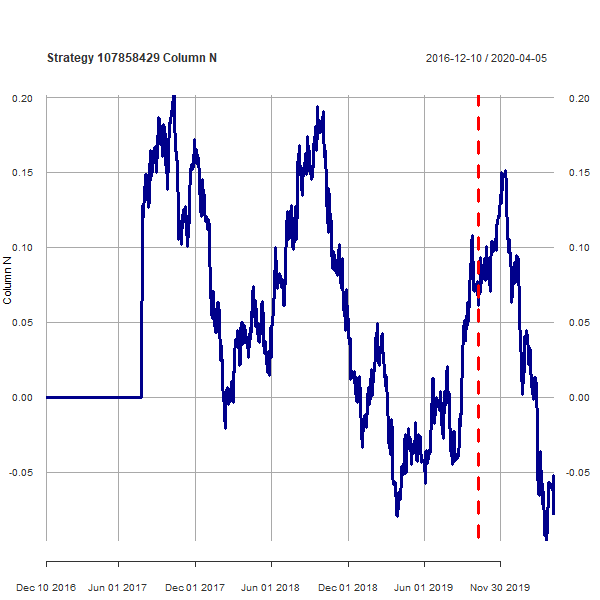 Strategy 107858429 Column N
2016-12-10 / 2020-04-05
0.20
0.20
0.15
0.15
0.10
0.10
0.05
0.05
0.00
0.00
-0.05
-0.05
Column N
Dec 10 2016
Jun 01 2017
Dec 01 2017
Jun 01 2018
Dec 01 2018
Jun 01 2019
Nov 30 2019